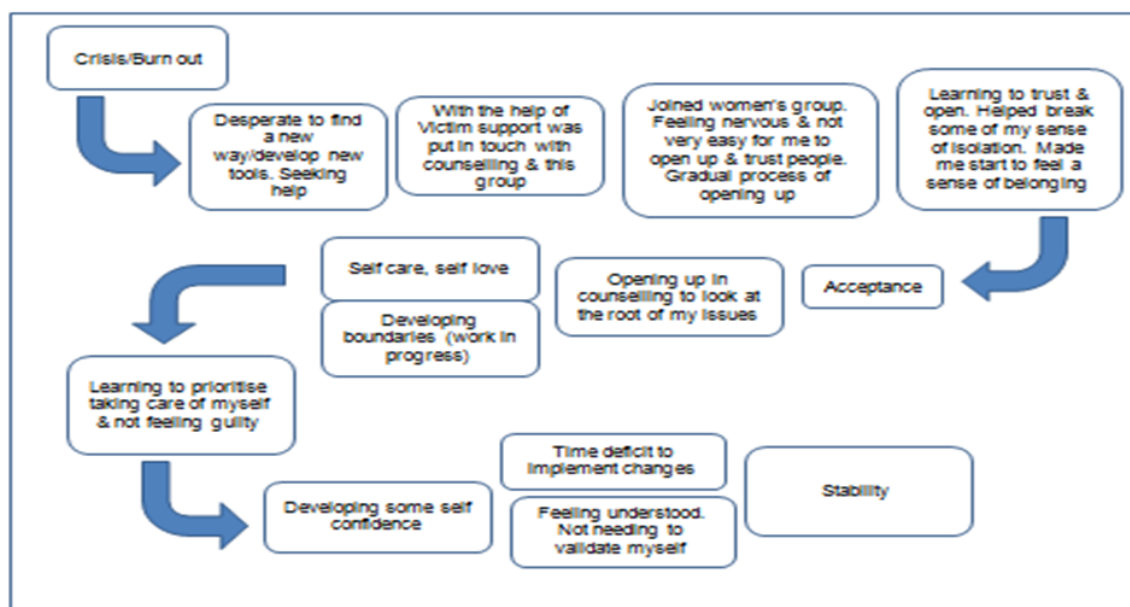 Crisis/Burn out
Desperate to find
a new
way/develop new
tools. Seeking
help
With the help of
Victim support was
put in touch with
counselling & this
group
Joined women's group.
Feeling nervous & not
very easy for me to
open up & trust people.
Gradual process of
opening up
Learning to trust &
open. Helped break
some of my sense
of isolation. Made
me start to feel a
sense of belonging
Acceptance
Opening up in
counselling to look at
the root of my issues
Self care, self love
Developing
boundaries (work in
progress)
Learning to prioritise
taking care of myself
& not feeling guilty
Developing some self
confidence
Time deficit to
implement changes
Feeling understood.
Not needing to
validate myself
Stability